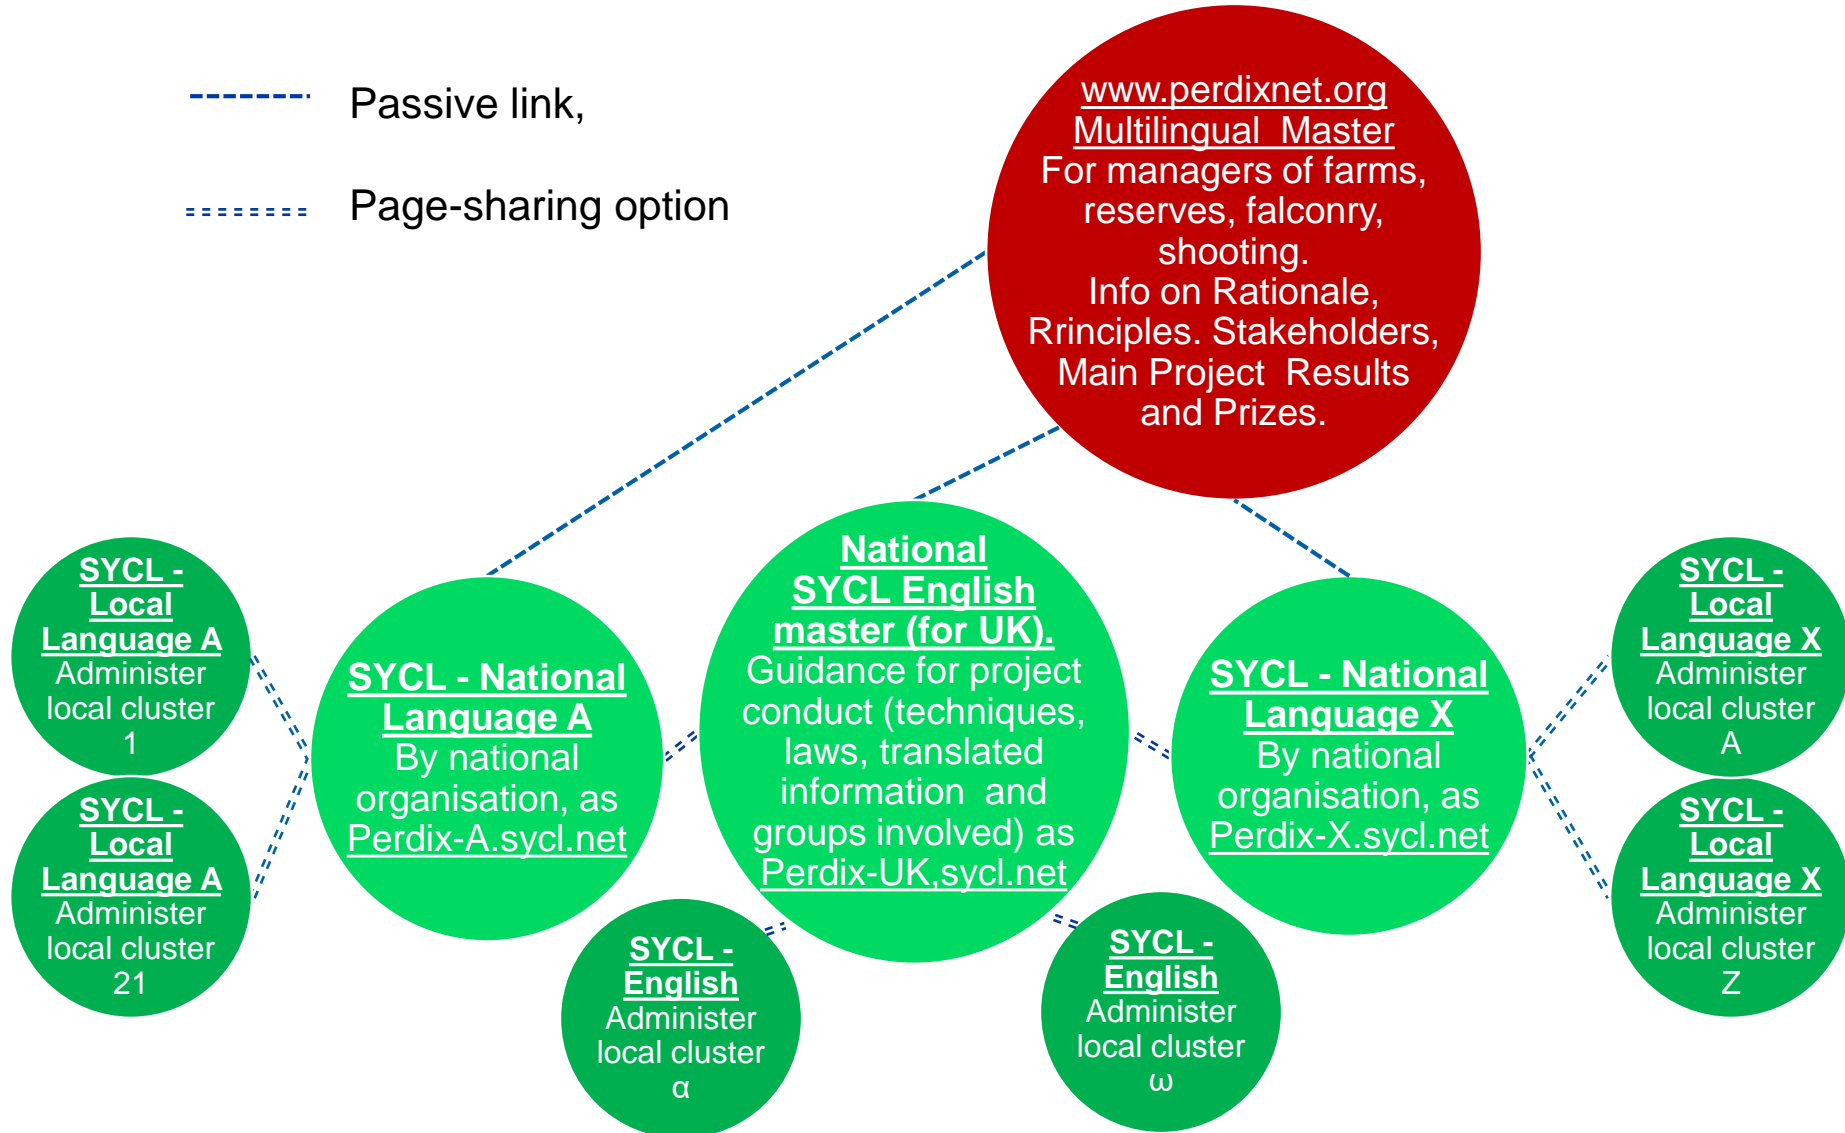 Passive link,
Page-sharing option
www.perdixnet.org
Multilingual Master
For managers of farms,
reserves, falconry,
shooting.
Info on Rationale,
Rrinciples. Stakeholders,
Main Project Results
and Prizes.
SYCL -
Local
Language A
Administer
local cluster
1
SYCL -
Local
Language A
Administer
local cluster
21
SYCL - National
Language A
By national
organisation, as
Perdix-A.sycl.net
National
SYCL English
master (for UK).
Guidance for project
conduct (techniques,
laws, translated
information and
groups involved) as
Perdix-UK,sycl.net
SYCL - National
Language X
By national
organisation, as
Perdix-X.sycl.net
SYCL -
Local
Language X
Administer
local cluster
A
SYCL -
Local
Language X
Administer
local cluster
Z
SYCL -
English
Administer
local cluster
α
SYCL -
English
Administer
local cluster
ω